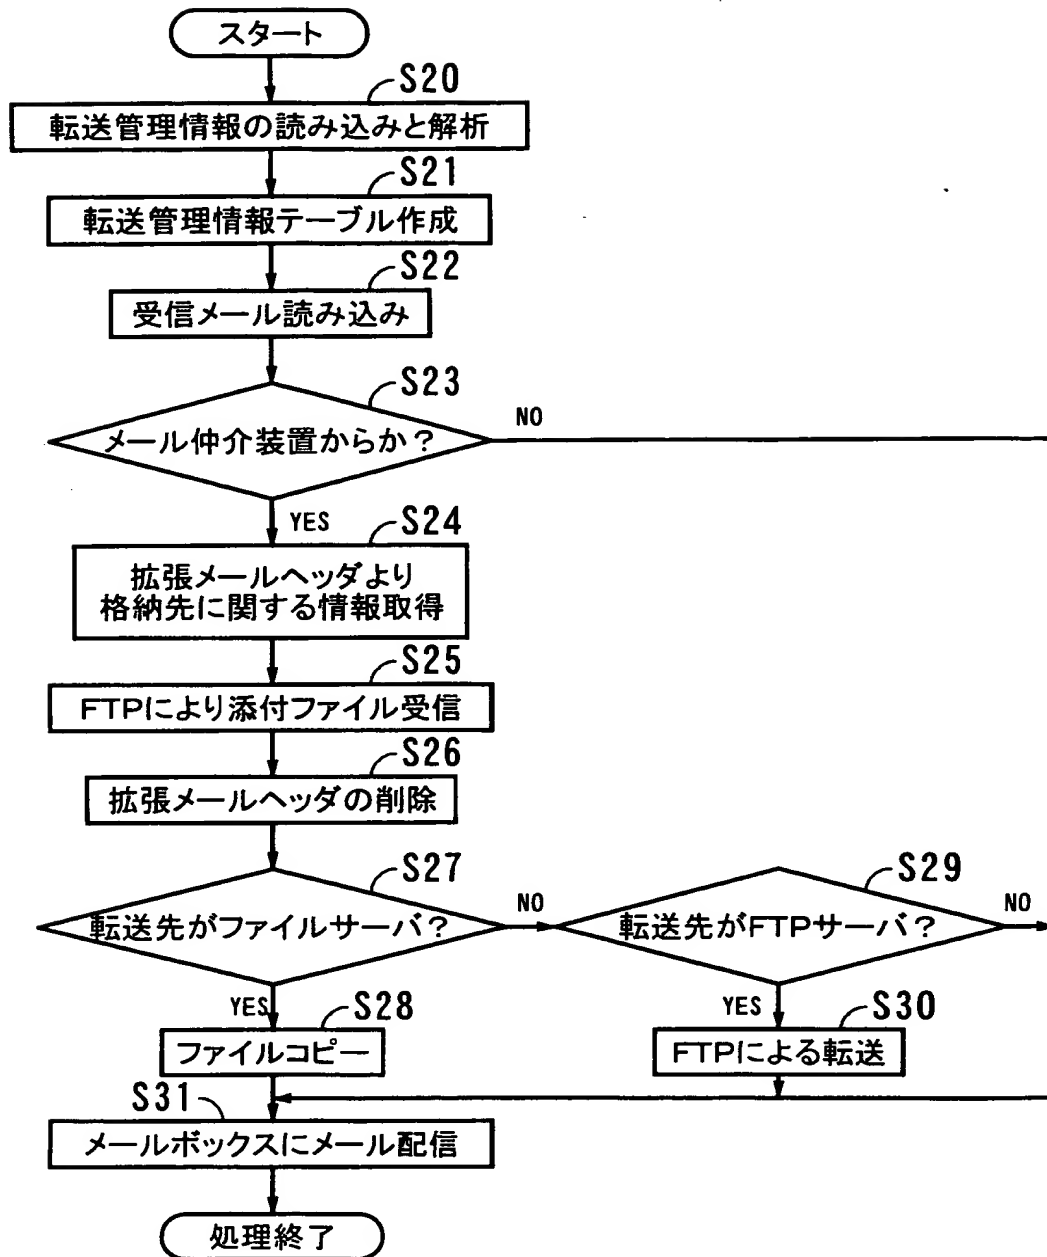 スタート
S20
転送管理情報の読み込みと解析
S21
転送管理情報テーブル作成
S22
受信メール読み込み
S23
メール仲介装置からか？
NO
YES
S24
拡張メールヘッダより
格納先に関する情報取得
S25
FTPにより添付ファイル受信
S26
拡張メールヘッダの削除
S27
転送先がファイルサーバ？
NO
S29
転送先がFTPサーバ？
NO
YES
S28
ファイルコピー
YES
S30
FTPによる転送
S31
メールボックスにメール配信
処理終了